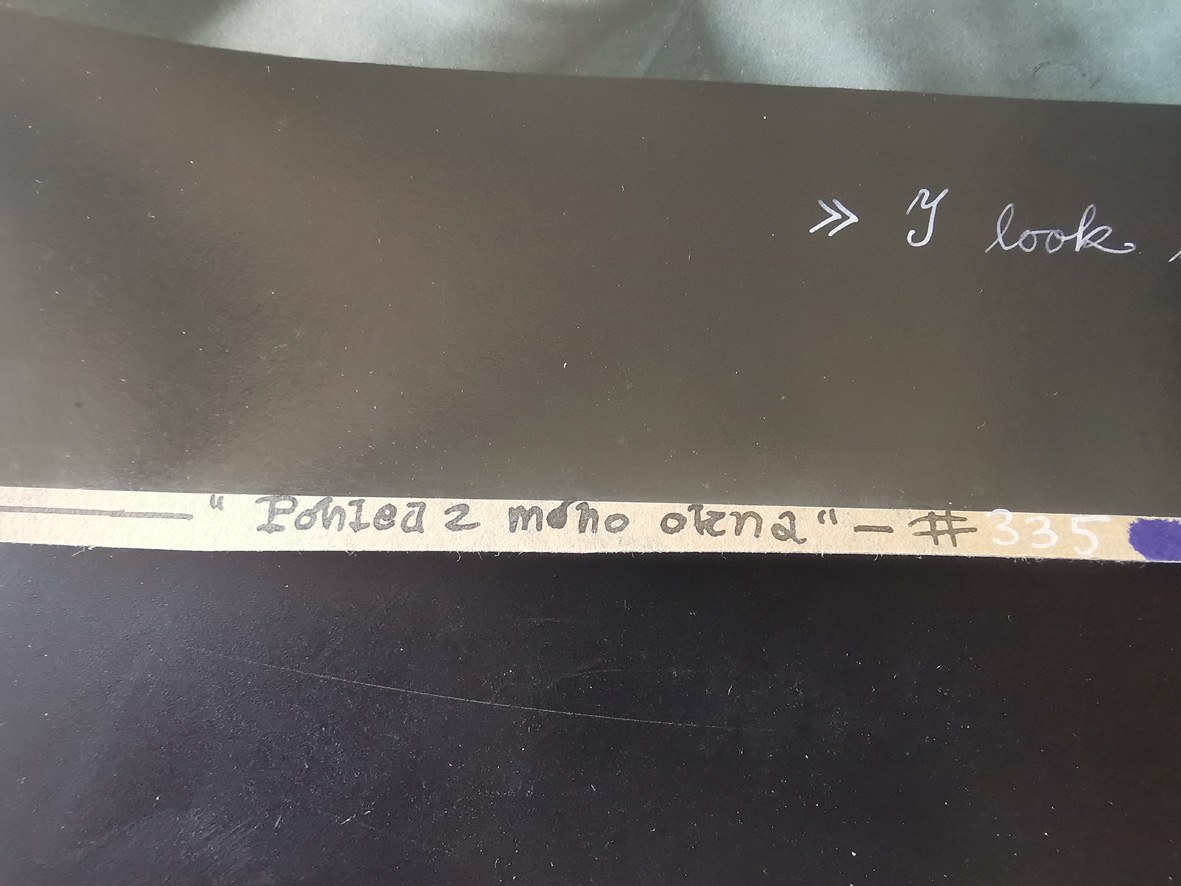 » I look
" Pohled z mého okna " — # 335